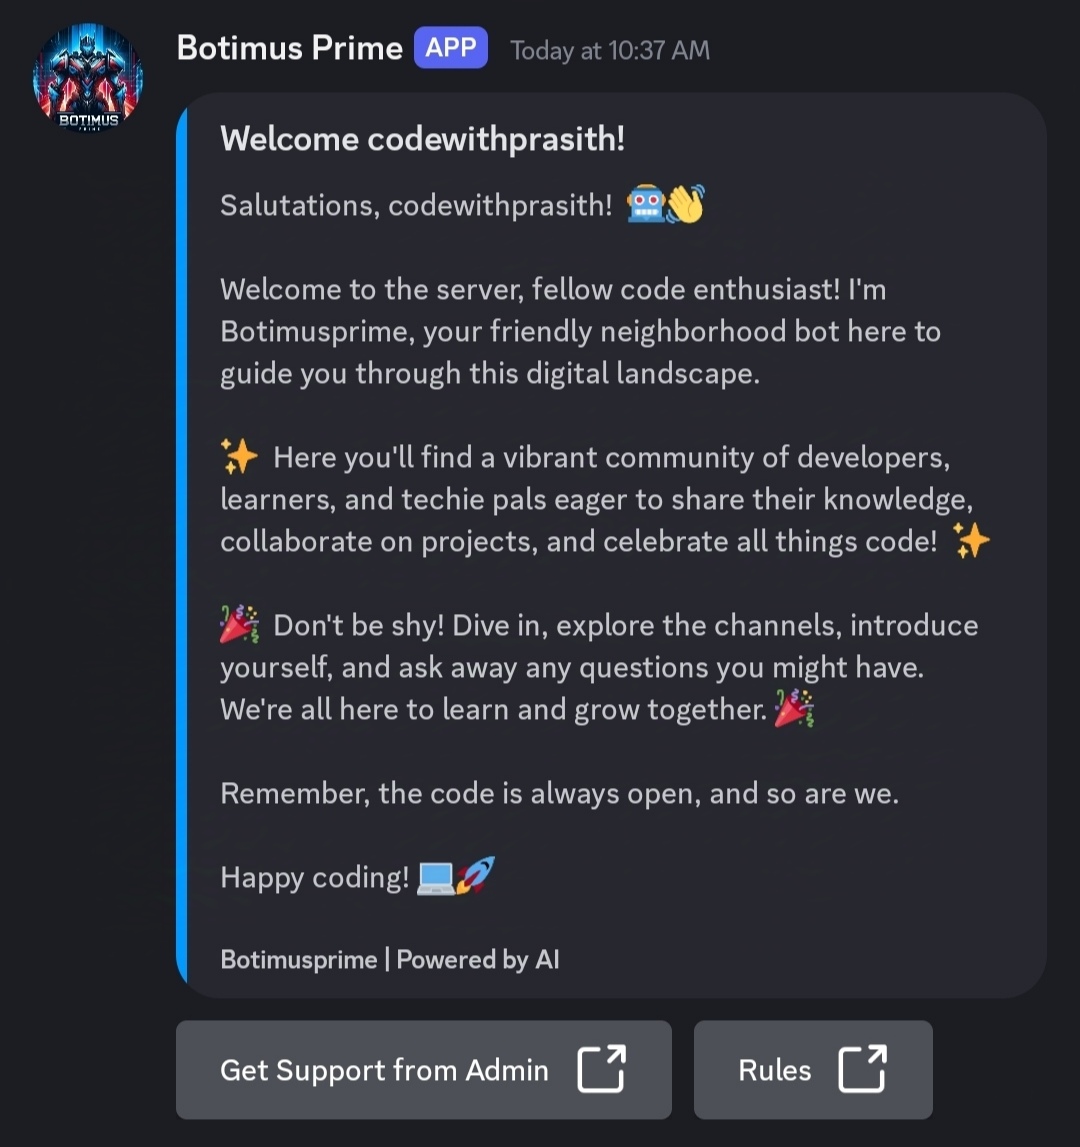 Botimus Prime APP Today at 10:37 AM
BOTIMUS
PRIME
Welcome codewithprasith!
Salutations, codewithprasith! 🤖👋
Welcome to the server, fellow code enthusiast! I'm
Botimusprime, your friendly neighborhood bot here to
guide you through this digital landscape.
✨ Here you'll find a vibrant community of developers,
learners, and techie pals eager to share their knowledge,
collaborate on projects, and celebrate all things code! ✨
🎉 Don't be shy! Dive in, explore the channels, introduce
yourself, and ask away any questions you might have.
We're all here to learn and grow together. 🎉
Remember, the code is always open, and so are we.
Happy coding! 💻🚀
Botimusprime | Powered by AI
Get Support from Admin
Rules